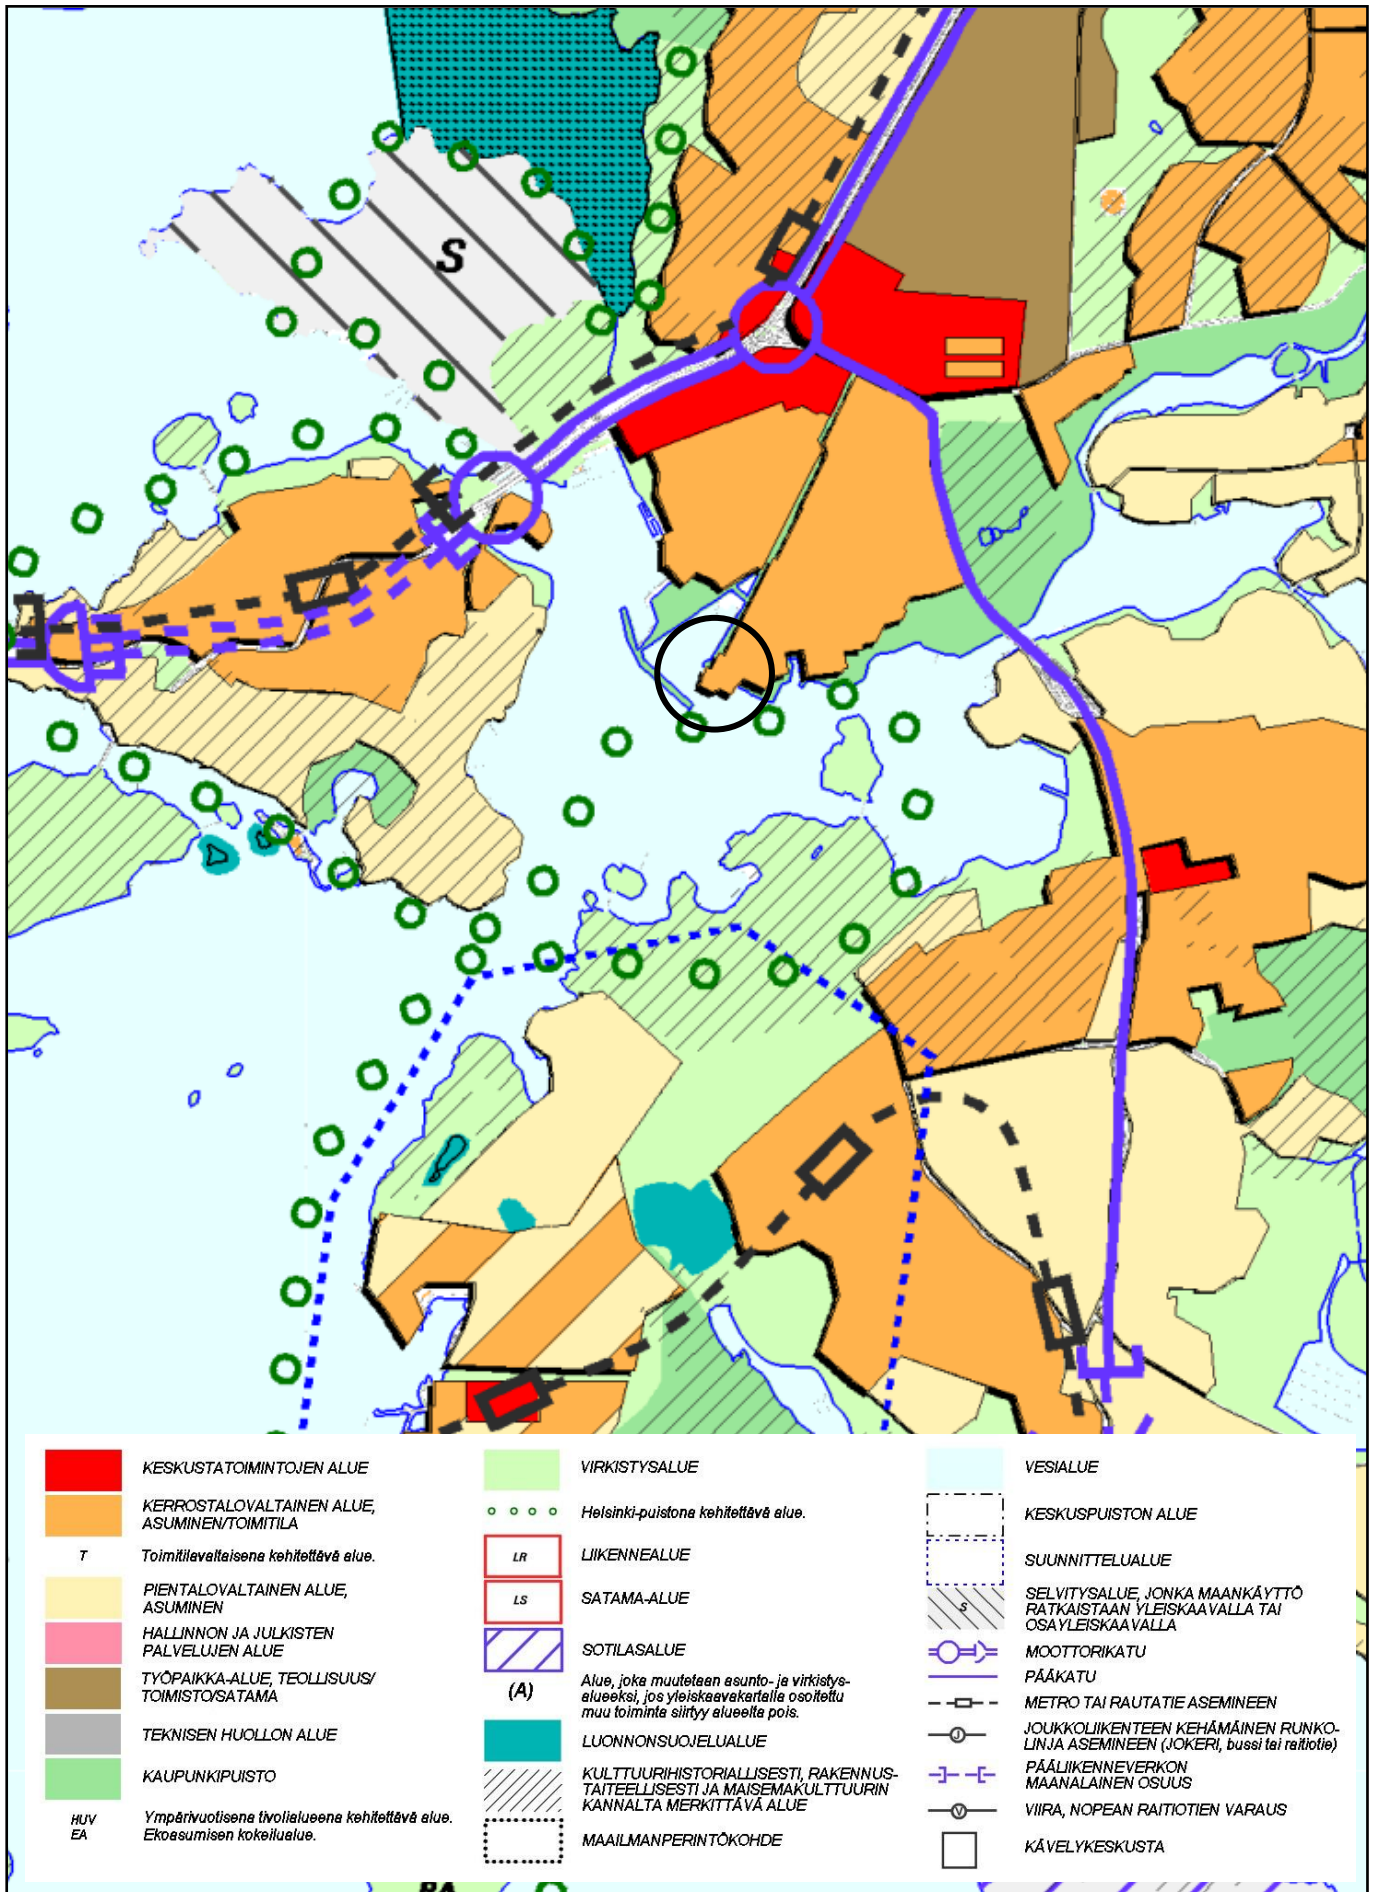 S
KESKUSTATOIMINTOJEN ALUE
KERROSTALOVALTAINEN ALUE,
ASUMINEN/TOIMITILA
T
Toimitilavaltaisena kehitettävä alue.
PIENTALOVALTAINEN ALUE,
ASUMINEN
HALLINNON JA JULKISTEN
PALVELUJEN ALUE
TYÖPAIKKA-ALUE, TEOLLISUUS/
TOIMISTO/SATAMA
TEKNISEN HUOLLON ALUE
KAUPUNKIPUISTO
HUV
Ympärivuotisena tivolialueena kehitettävä alue.
EA
Ekoasumisen kokeilualue.
VIRKISTYSALUE
Helsinki-puistona kehitettävä alue.
LR
LIIKENNEALUE
LS
SATAMA-ALUE
SOTILASALUE
(A)
Alue, joka muutetaan asunto- ja virkistys-
alueeksi, jos yleiskaavakartalla osoitettu
muu toiminta siirtyy alueelta pois.
LUONNONSUOJELUALUE
KULTTUURIHISTORIALLISESTI, RAKENNUS-
TAITEELLISESTI JA MAISEMAKULTTUURIN
KANNALTA MERKITTÄVÄ ALUE
MAAILMANPERINTÖKOHDE
VESIALUE
KESKUSPUISTON ALUE
SUUNNITTELUALUE
S
SELVITYSALUE, JONKA MAANKÄYTTÖ
RATKAISTAAN YLEISKAAVALLA TAI
OSAYLEISKAAVALLA
MOOTTORIKATU
PÄÄKATU
METRO TAI RAUTATIE ASEMINEEN
J
JOUKKOLIIKENTEEN KEHÄMÄINEN RUNKO-
LINJA ASEMINEEN (JOKERI, bussi tai raitiotie)
PÄÄLIIKENNEVERKON
MAANALAINEN OSUUS
V
VIIRA, NOPEAN RAITIOTIEN VARAUS
KÄVELYKESKUSTA